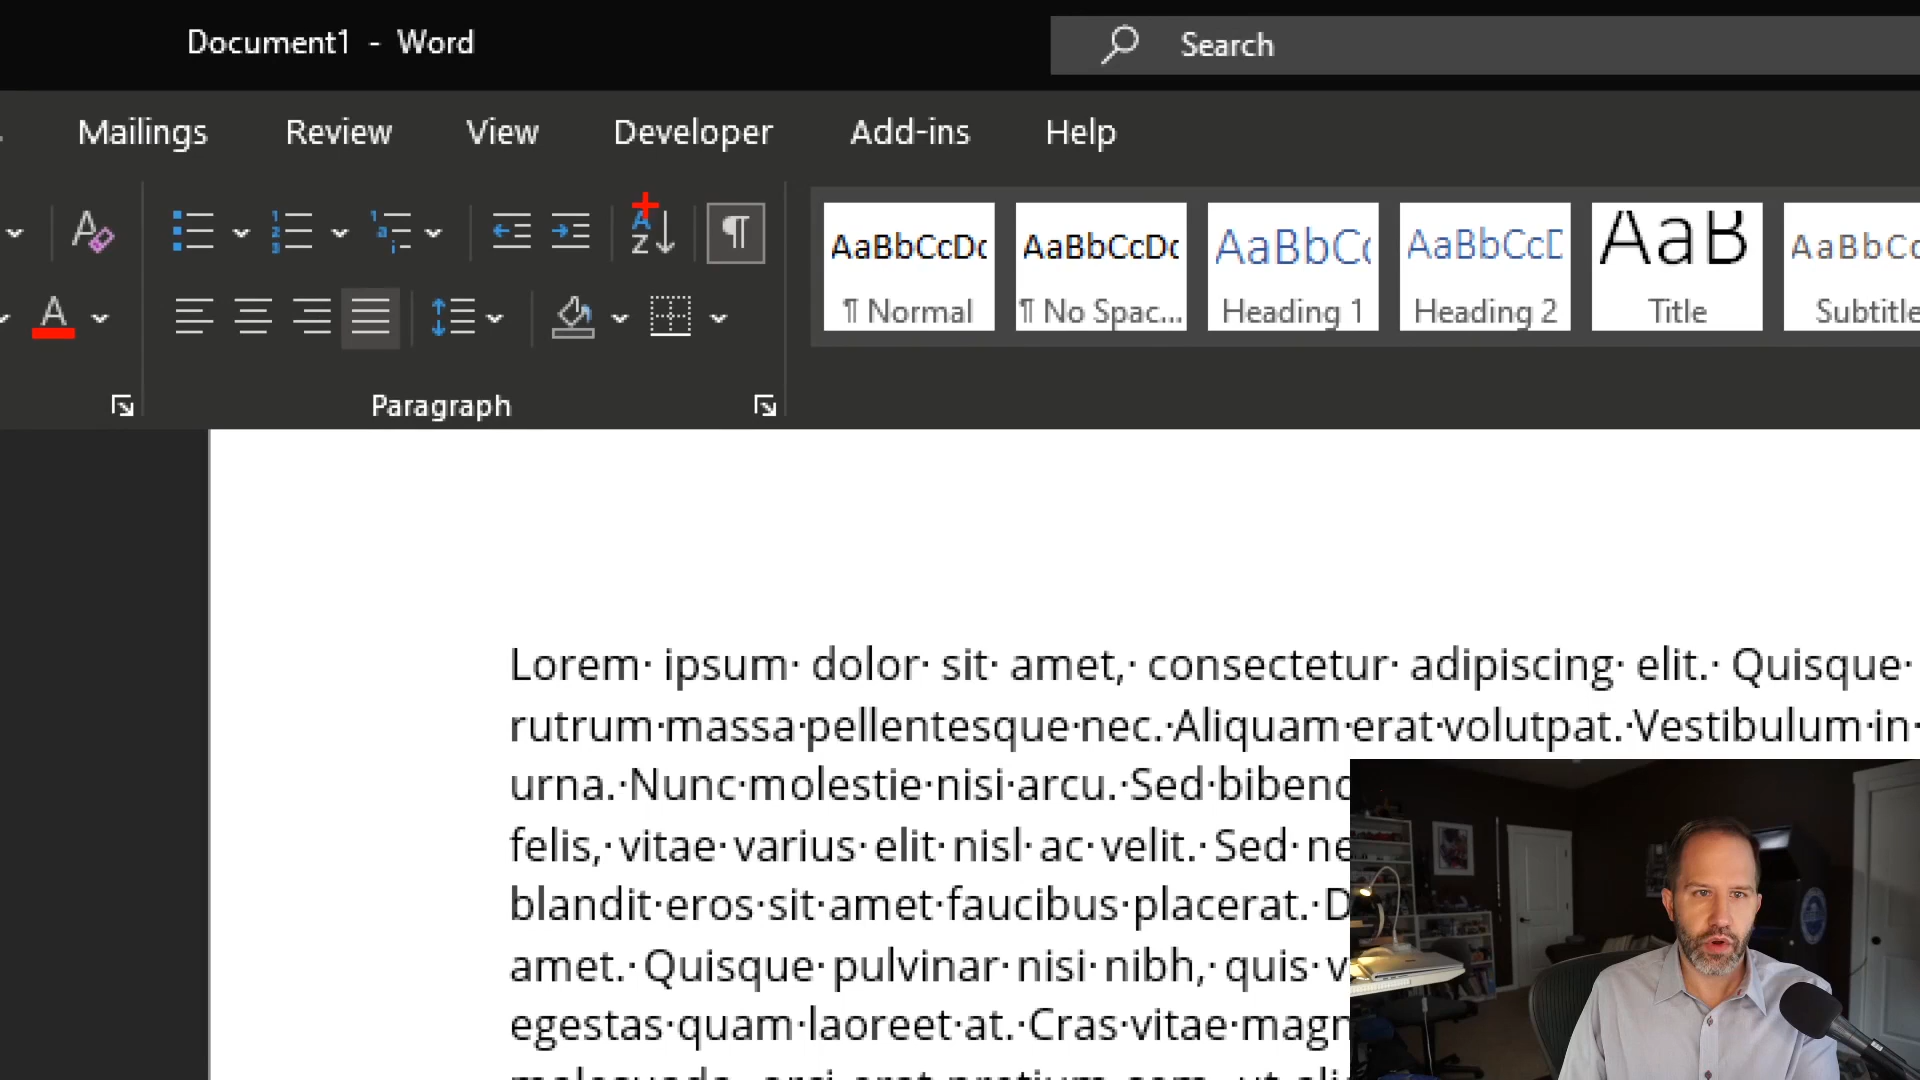 Document1 - Word
Search
Mailings Review View Developer Add-ins Help
AaBbCcDc AaBbCcDc AaBbCc AaBbCcD AaB AaBbCc
¶ Normal ¶ No Spac... Heading 1 Heading 2 Title Subtitle
Paragraph
Lorem· ipsum· dolor· sit· amet,· consectetur· adipiscing· elit.· Quisque·
rutrum·massa·pellentesque·nec.·Aliquam·erat·volutpat.·Vestibulum·in·
urna.·Nunc·molestie·nisi·arcu.·Sed·bibend
felis,·vitae·varius·elit·nisl·ac·velit.·Sed·ne
blandit·eros·sit·amet·faucibus·placerat.·D
amet.·Quisque·pulvinar·nisi·nibh,·quis·v
egestas·quam·laoreet·at.·Cras·vitae·magn